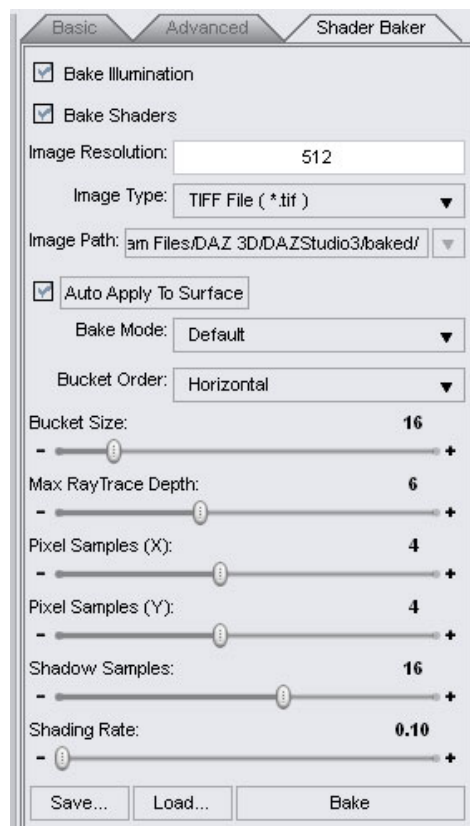 Basic Advanced Shader Baker
Bake Illumination
Bake Shaders
Image Resolution: 512
Image Type: TIFF File ( *.tif )
Image Path: am Files/DAZ 3D/DAZStudio3/baked/
Auto Apply To Surface
Bake Mode: Default
Bucket Order: Horizontal
Bucket Size: 16
- +
Max RayTrace Depth: 6
- +
Pixel Samples (X): 4
- +
Pixel Samples (Y): 4
- +
Shadow Samples: 16
- +
Shading Rate: 0.10
- +
Save... Load... Bake